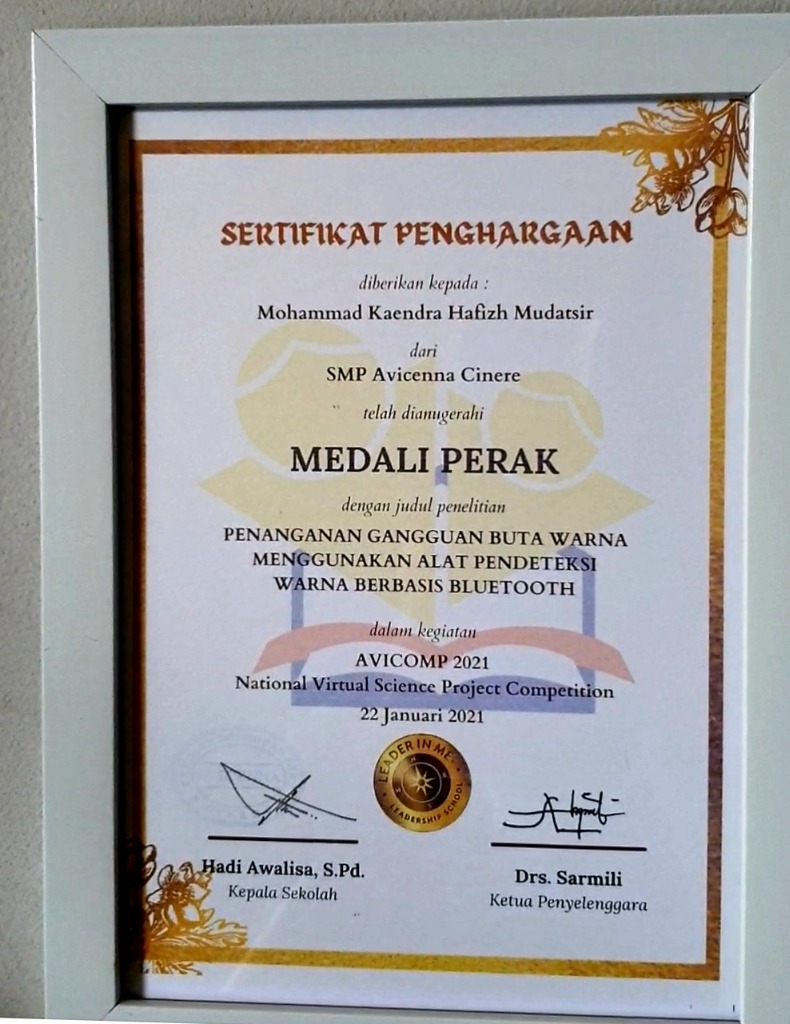 SERTIFIKAT PENGHARGAAN
diberikan kepada :
Mohammad Kaendra Hafizh Mudatsir
dari
SMP Avicenna Cinere
telah dianugerahi
MEDALI PERAK
dengan judul penelitian
PENANGANAN GANGGUAN BUTA WARNA
MENGGUNAKAN ALAT PENDETEKSI
WARNA BERBASIS BLUETOOTH
dalam kegiatan
AVICOMP 2021
National Virtual Science Project Competition
22 Januari 2021
LEADER IN ME
LEADERSHIP SCHOOL
Hadi Awalisa, S.Pd.
Kepala Sekolah
Drs. Sarmili
Ketua Penyelenggara